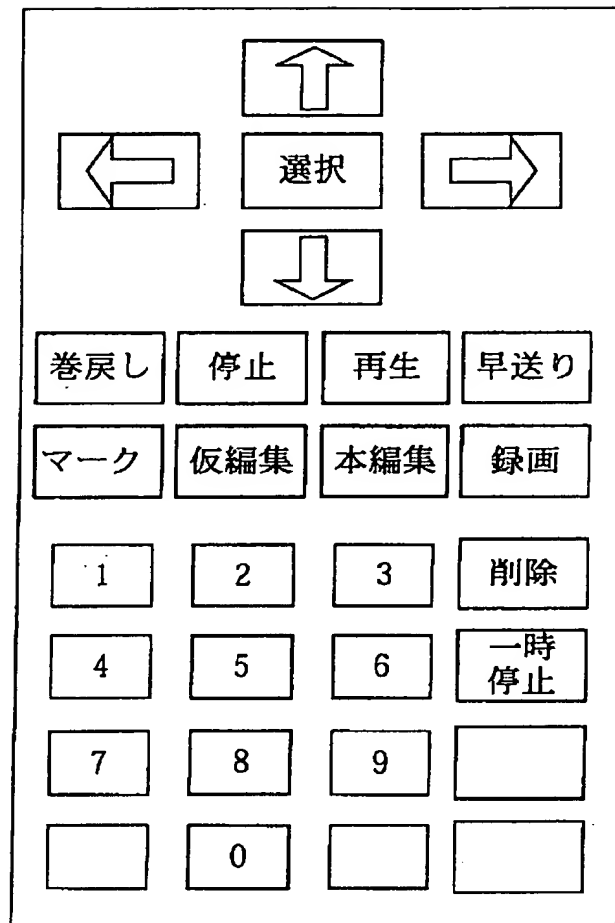 選択
巻戻し 停止 再生 早送り
マーク 仮編集 本編集 録画
1 2 3 削除
4 5 6 一時
停止
7 8 9
0